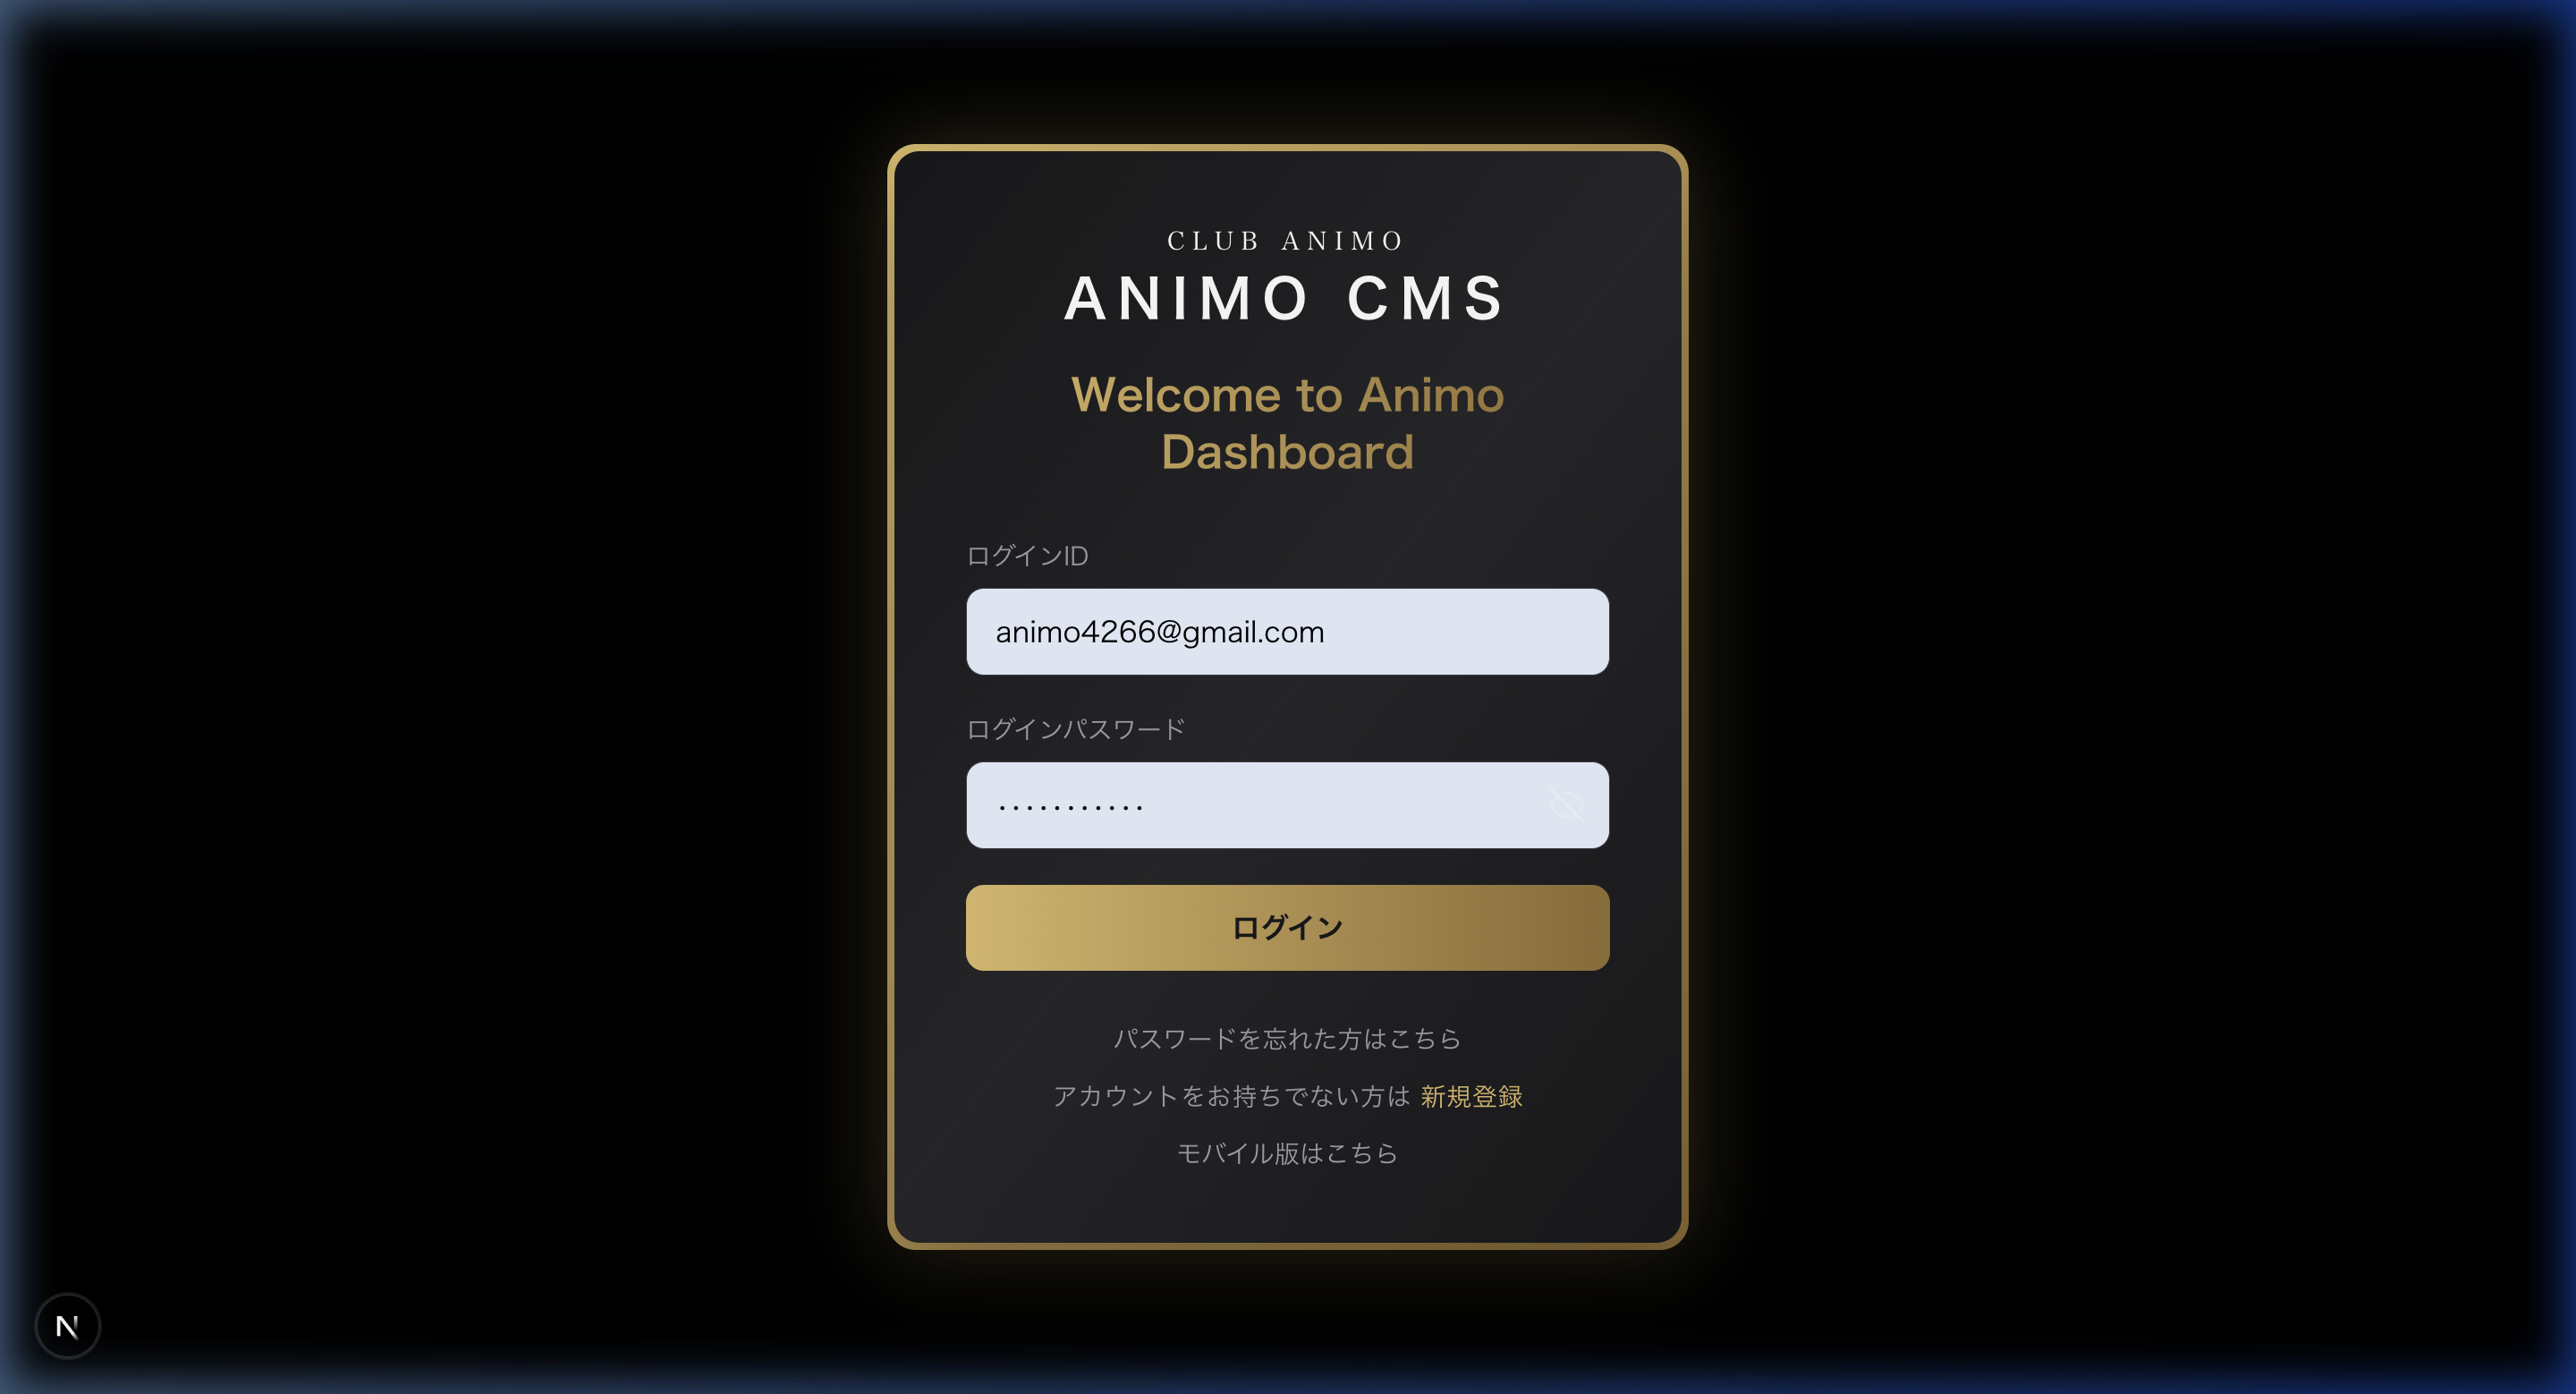 CLUB ANIMO
ANIMO CMS
Welcome to Animo
Dashboard
ログインID
animo4266@gmail.com
ログインパスワード
...........
ログイン
パスワードを忘れた方はこちら
アカウントをお持ちでない方は 新規登録
モバイル版はこちら
N